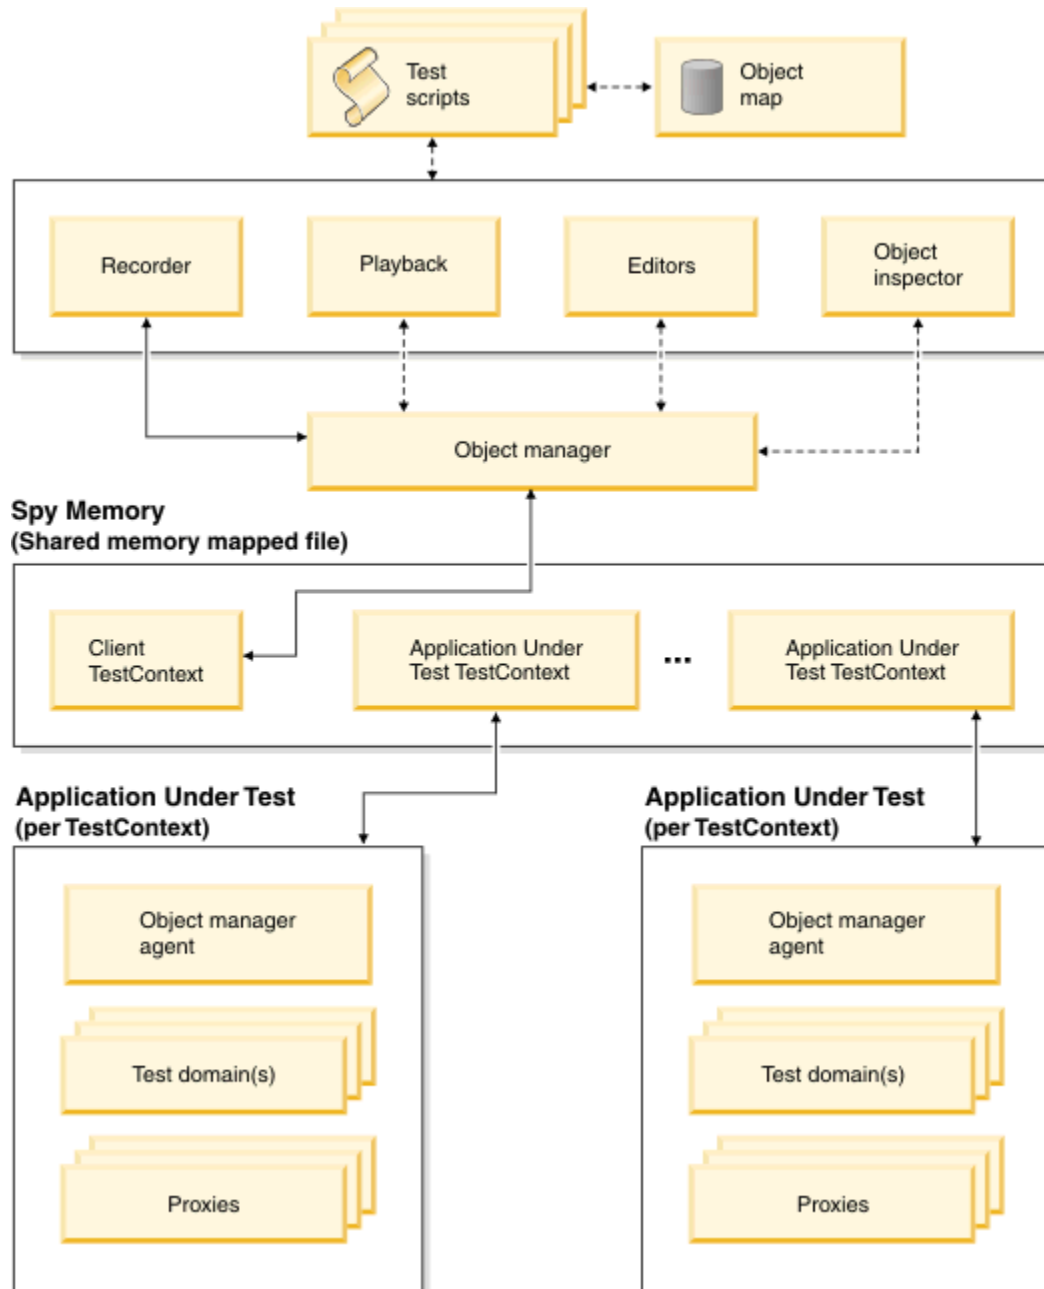 Test
scripts
Object
map
Recorder
Playback
Editors
Object
inspector
Object manager
Spy Memory
(Shared memory mapped file)
Client
TestContext
Application Under
Test TestContext
...
Application Under
Test TestContext
Application Under Test
(per TestContext)
Application Under Test
(per TestContext)
Object manager
agent
Test domain(s)
Proxies
Object manager
agent
Test domain(s)
Proxies